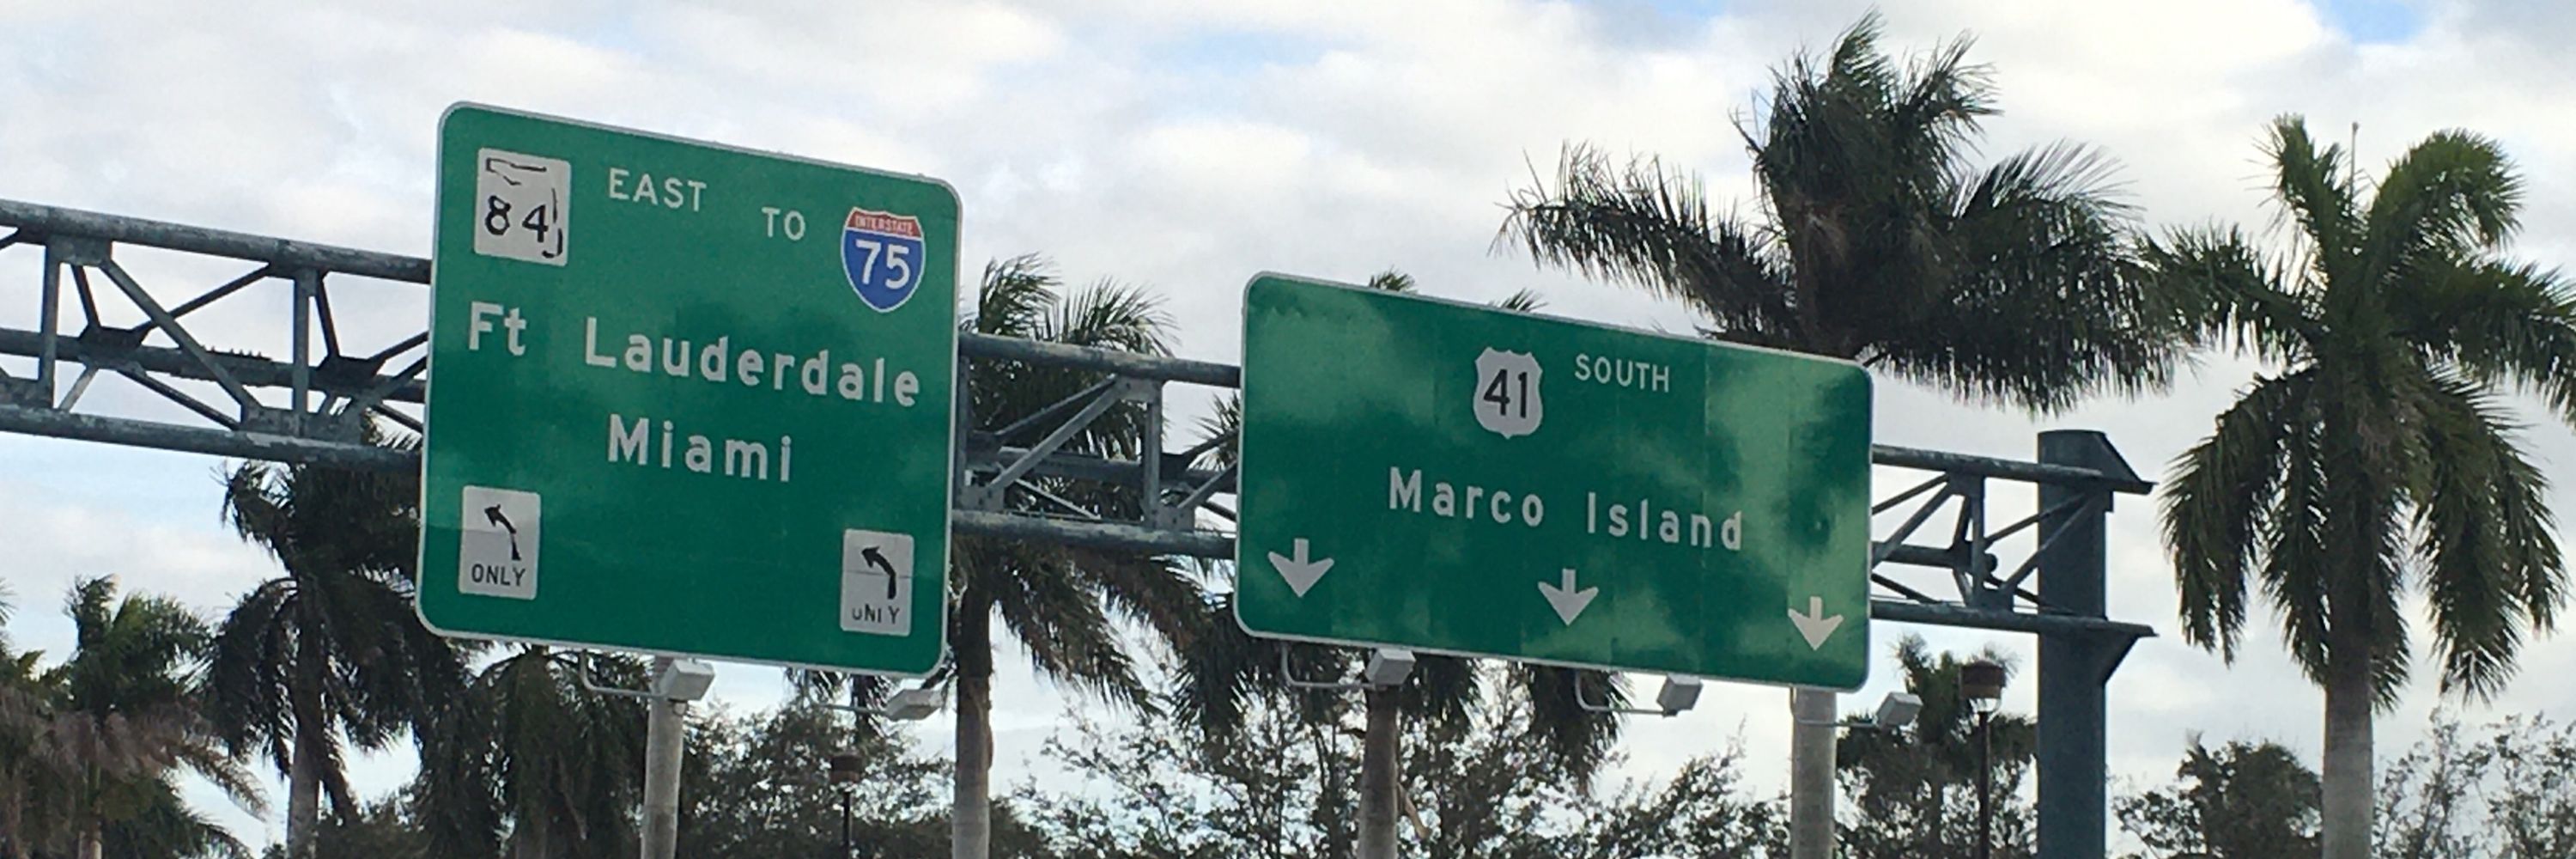 84 EAST TO INTERSTATE 75
Ft Lauderdale
Miami
ONLY ONLY
41 SOUTH
Marco Island